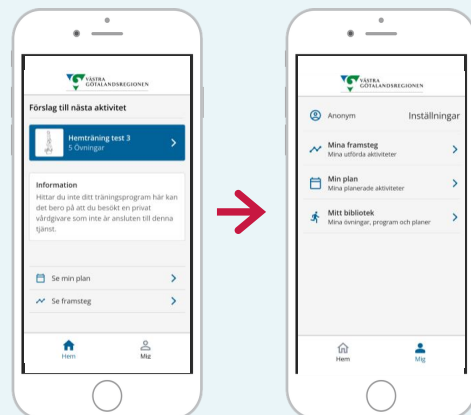 VÄSTRA
GÖTALANDSREGIONEN
Förslag till nästa aktivitet
Hemträning test 3
5 Övningar
Information
Hittar du inte ditt träningsprogram här kan
det bero på att du besökt en privat
vårdgivare som inte är ansluten till denna
tjänst.
Se min plan
Se framsteg
Hem
Mig
VÄSTRA
GÖTALANDSREGIONEN
Anonym
Inställningar
Mina framsteg
Mina utförda aktiviteter
Min plan
Mina planerade aktiviteter
Mitt bibliotek
Mina övningar, program och planer
Hem
Mig